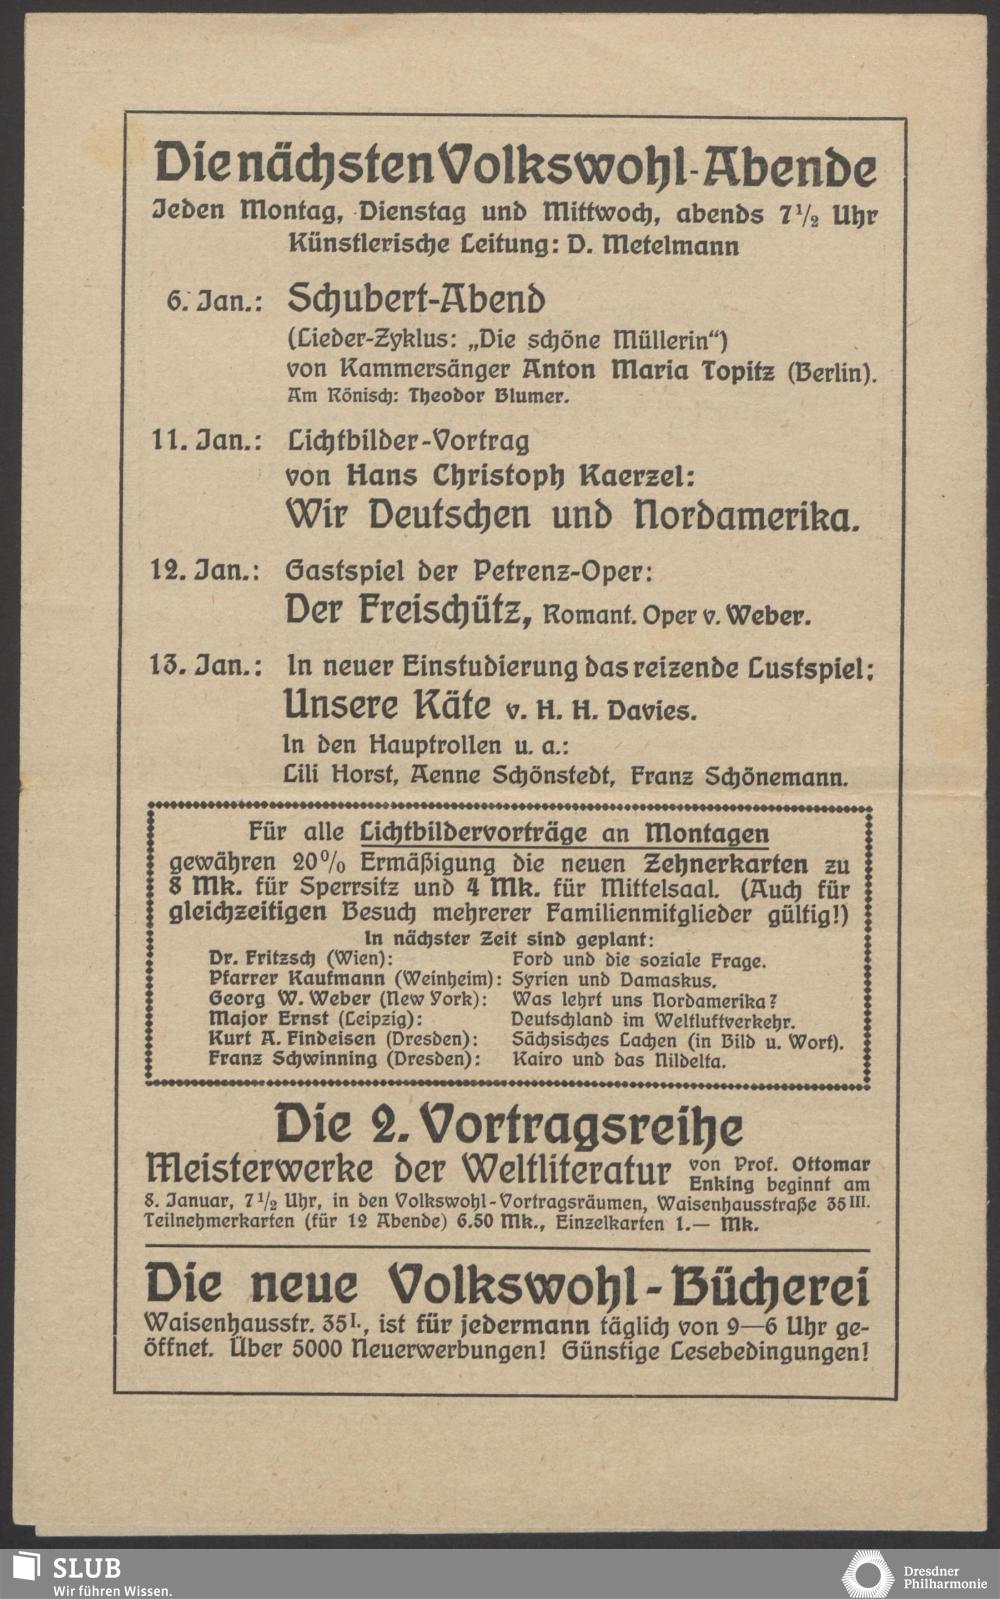 Die nächsten Volkswohl-Abende
Jeden Montag, Dienstag und Mittwoch, abends 7 1/2 Uhr
Künstlerische Leitung: D. Metelmann
6. Jan.: Schubert-Abend
(Lieder-Zyklus: „Die schöne Müllerin“)
von Kammersänger Anton Maria Topitz (Berlin).
Am Rönisch: Theodor Blumer.
11. Jan.: Lichtbilder-Vortrag
von Hans Christoph Kaerzel:
Wir Deutschen und Nordamerika.
12. Jan.: Gastspiel der Petrenz-Oper:
Der Freischütz, Romant. Oper v. Weber.
13. Jan.: In neuer Einstudierung das reizende Lustspiel:
Unsere Käte v. H. H. Davies.
In den Hauptrollen u. a.:
Lili Horst, Aenne Schönstedt, Franz Schönemann.
Für alle Lichtbildervorträge an Montagen
gewähren 20% Ermäßigung die neuen Zehnerkarten zu
8 Mk. für Sperrsitz und 4 Mk. für Mittelsaal. (Auch für
gleichzeitigen Besuch mehrerer Familienmitglieder gültig!)
In nächster Zeit sind geplant:
Dr. Fritzsch (Wien): Ford und die soziale Frage.
Pfarrer Kaufmann (Weinheim): Syrien und Damaskus.
Georg W. Weber (New York): Was lehrt uns Nordamerika?
Major Ernst (Leipzig): Deutschland im Weltluftverkehr.
Kurt A. Findeisen (Dresden): Sächsisches Lachen (in Bild u. Wort).
Franz Schwinning (Dresden): Kairo und das Nildelta.
Die 2. Vortragsreihe
Meisterwerke der Weltliteratur von Prof. Ottomar
Enking beginnt am
8. Januar, 7 1/2 Uhr, in den Volkswohl-Vortragsräumen, Waisenhausstraße 35 III.
Teilnehmerkarten (für 12 Abende) 6.50 Mk., Einzelkarten 1.— Mk.
Die neue Volkswohl-Bücherei
Waisenhausstr. 35 I., ist für jedermann täglich von 9—6 Uhr ge-
öffnet. Über 5000 Neuerwerbungen! Günstige Lesebedingungen!
SLUB
Wir führen Wissen.
Dresdner
Philharmonie